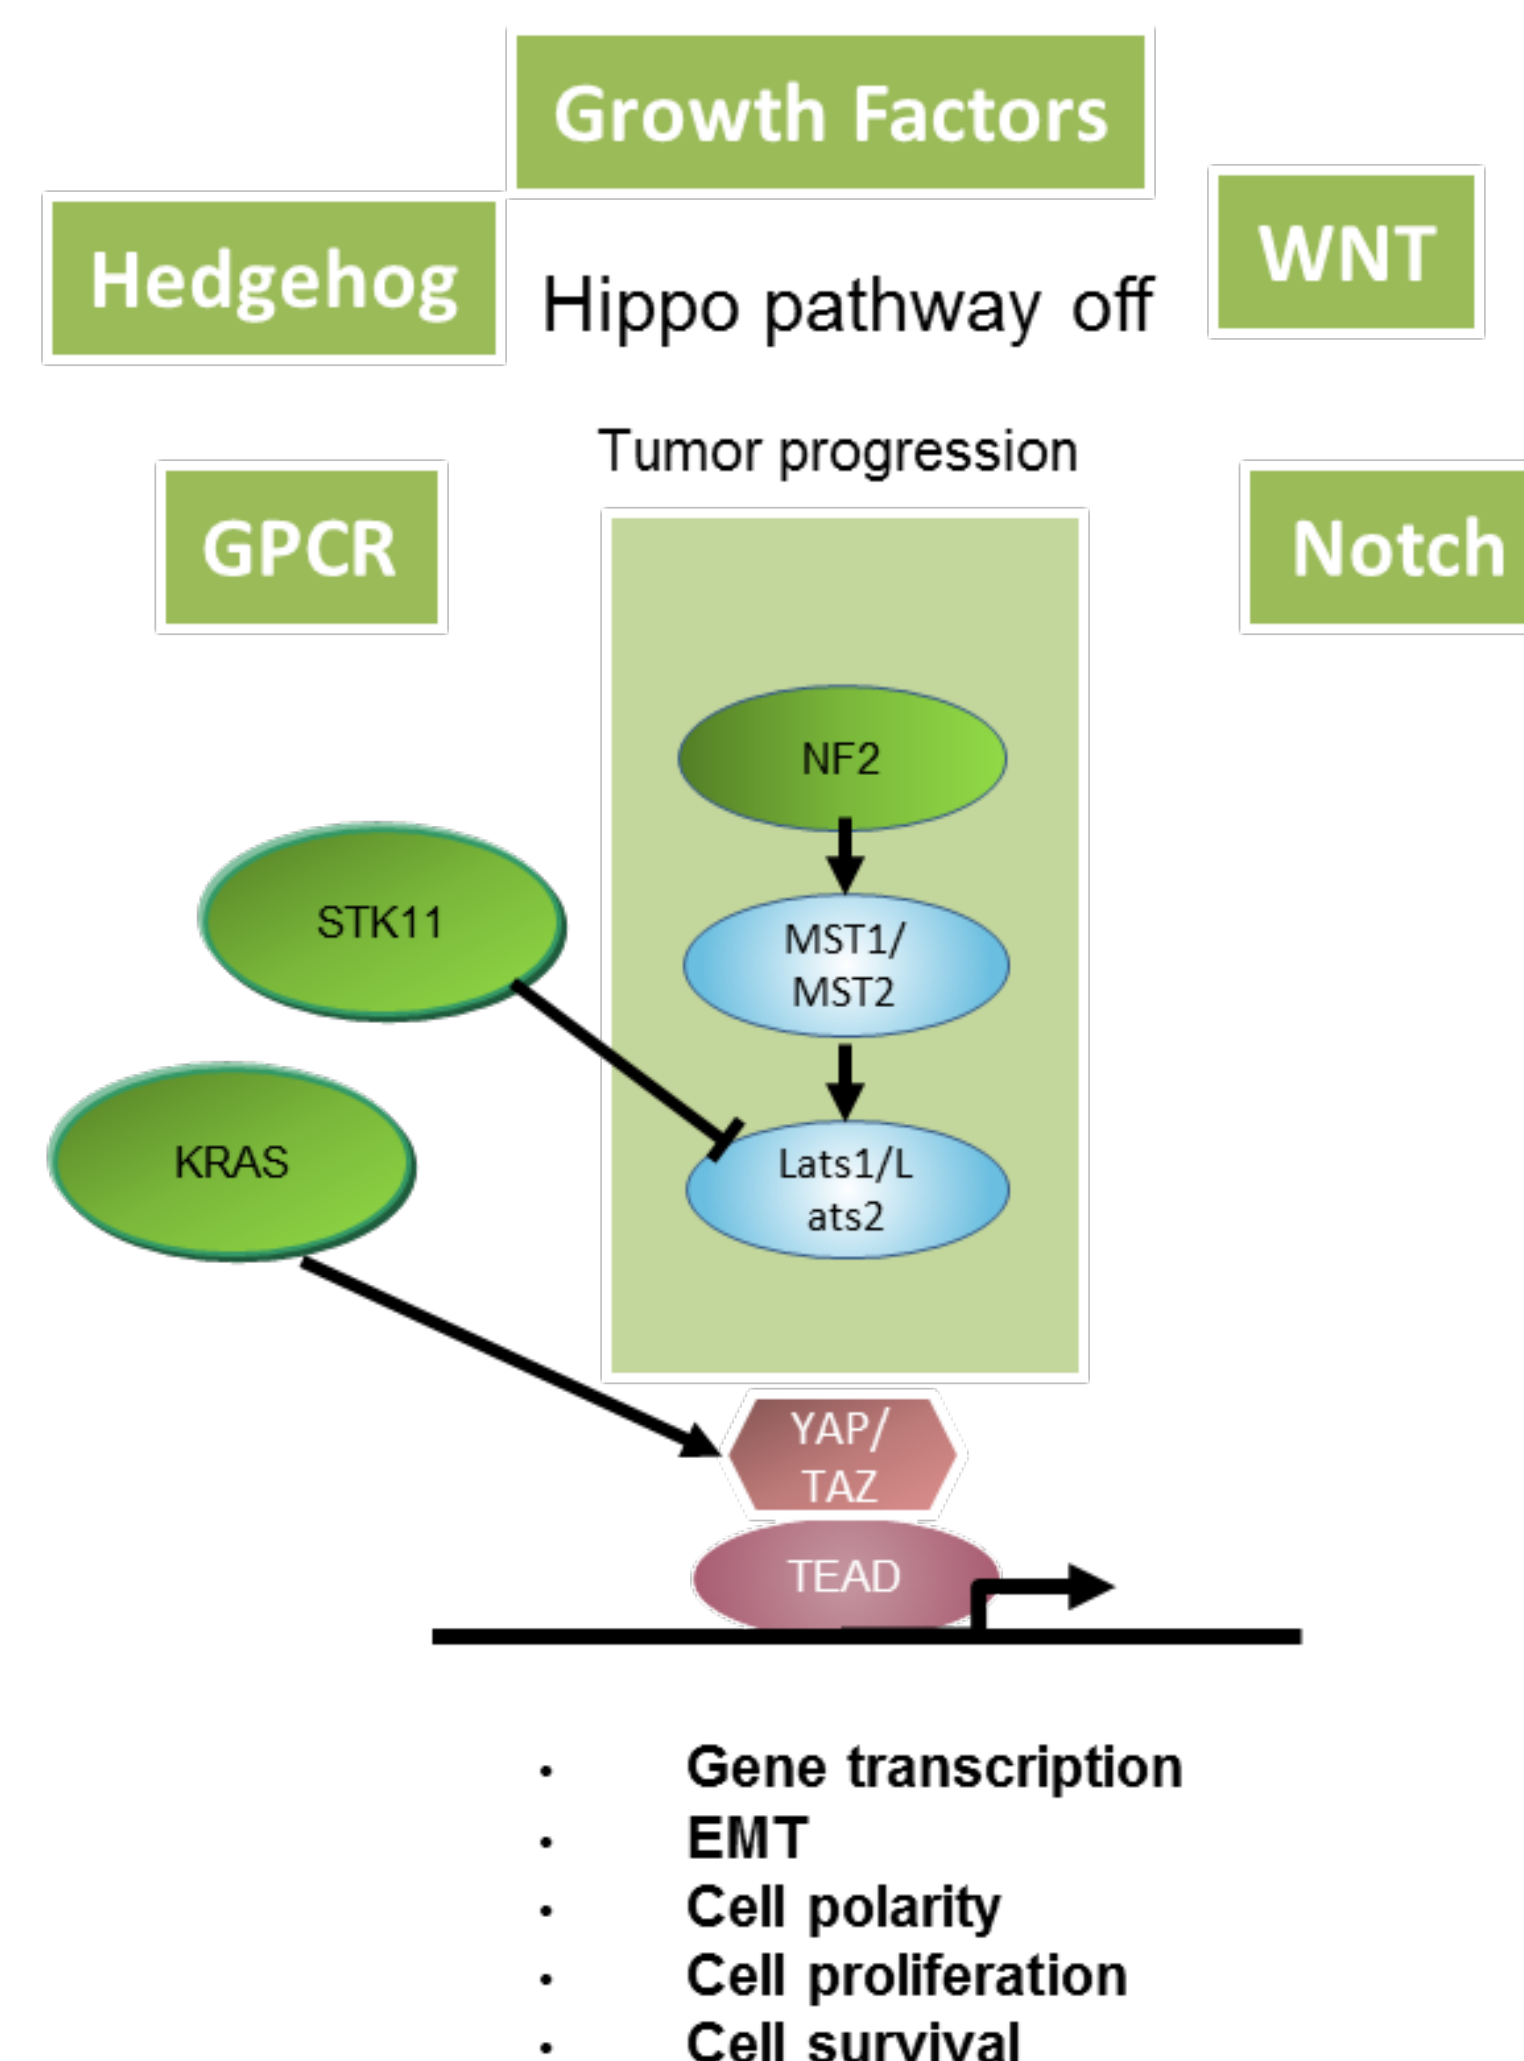 Growth Factors
Hedgehog
WNT
Hippo pathway off
Tumor progression
GPCR
Notch
NF2
STK11
MST1/
MST2
KRAS
Lats1/L
ats2
YAP/
TAZ
TEAD
• Gene transcription
• EMT
• Cell polarity
• Cell proliferation
• Cell survival